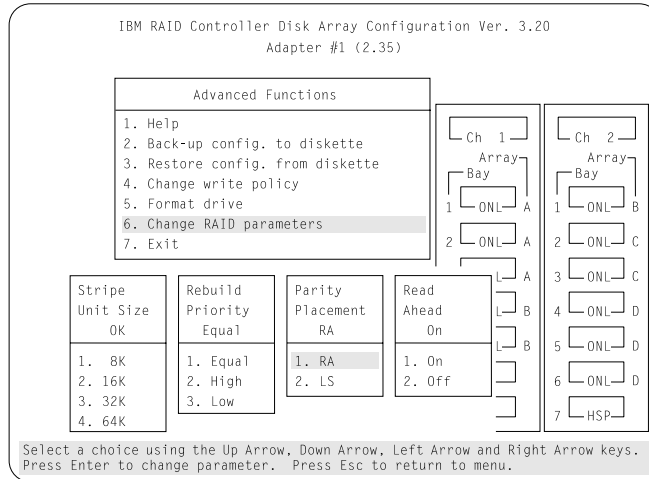 IBM RAID Controller Disk Array Configuration Ver. 3.20
Adapter #1 (2.35)
Advanced Functions
1. Help
2. Back-up config. to diskette
3. Restore config. from diskette
4. Change write policy
5. Format drive
6. Change RAID parameters
7. Exit
Ch 1
Array
Bay
1 ONL A
2 ONL A
L A
L B
L B
Ch 2
Array
Bay
1 ONL B
2 ONL C
3 ONL C
4 ONL D
5 ONL D
6 ONL D
7 HSP
Stripe
Unit Size
OK
1. 8K
2. 16K
3. 32K
4. 64K
Rebuild
Priority
Equal
1. Equal
2. High
3. Low
Parity
Placement
RA
1. RA
2. LS
Read
Ahead
On
1. On
2. Off
Select a choice using the Up Arrow, Down Arrow, Left Arrow and Right Arrow keys.
Press Enter to change parameter. Press Esc to return to menu.